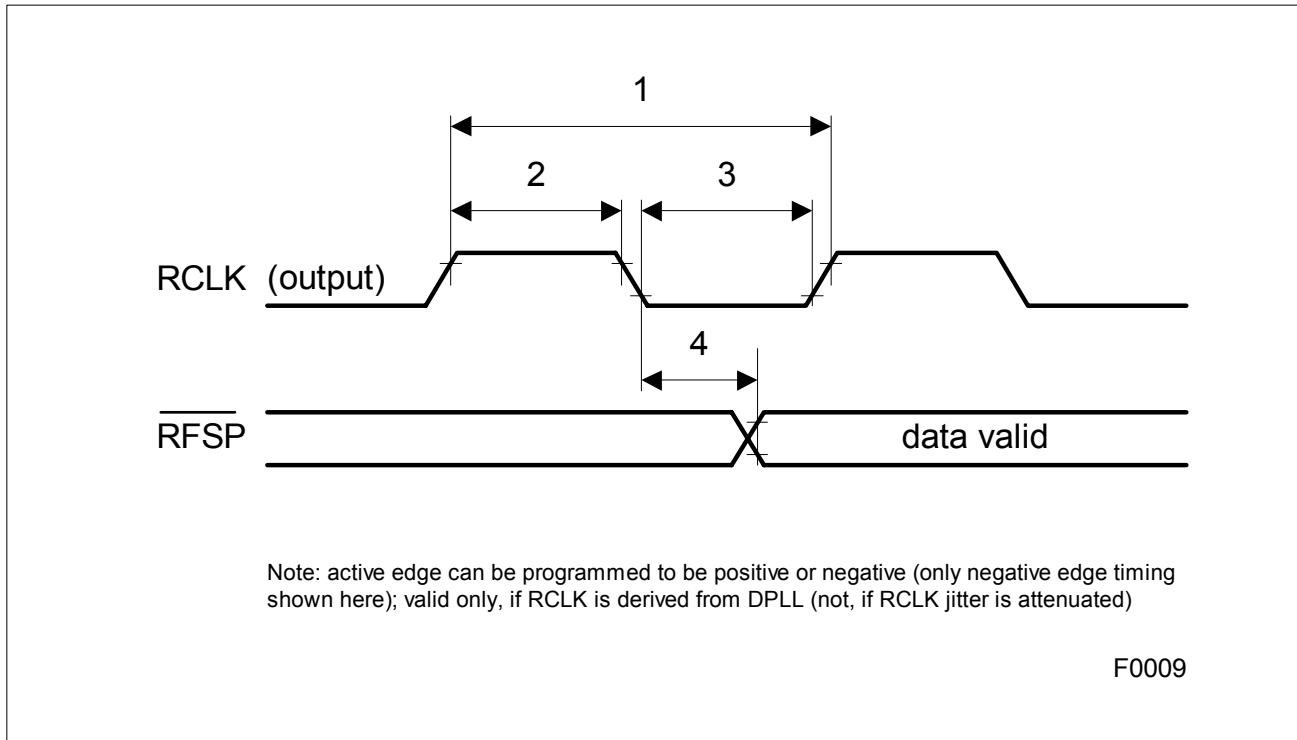 1
2 3
RCLK (output)
4
RFSP data valid
Note: active edge can be programmed to be positive or negative (only negative edge timing
shown here); valid only, if RCLK is derived from DPLL (not, if RCLK jitter is attenuated)
F0009